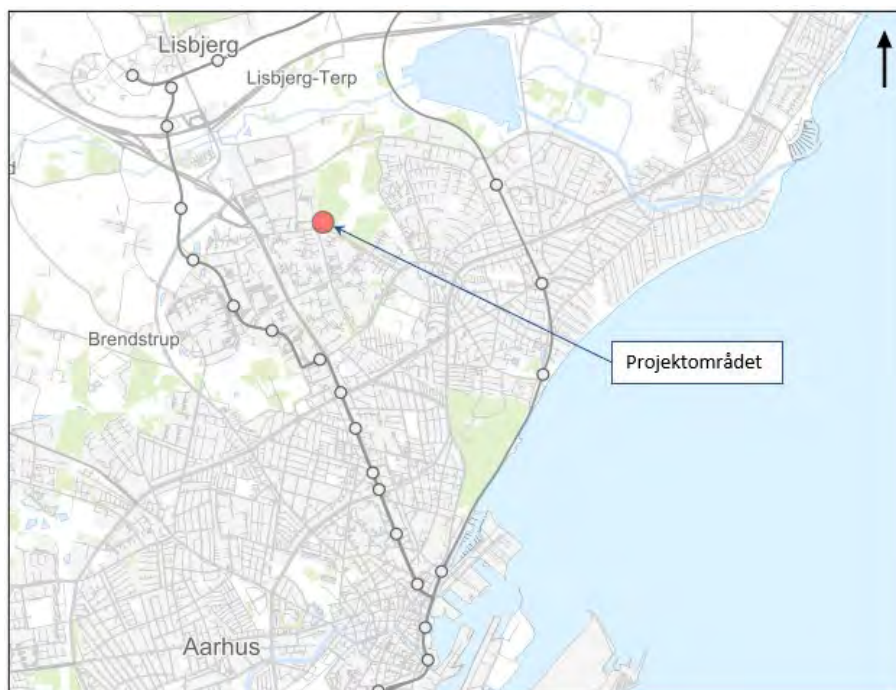 Lisbjerg
Lisbjerg-Terp
d
Projektområdet
Brendstrup
Aarhus